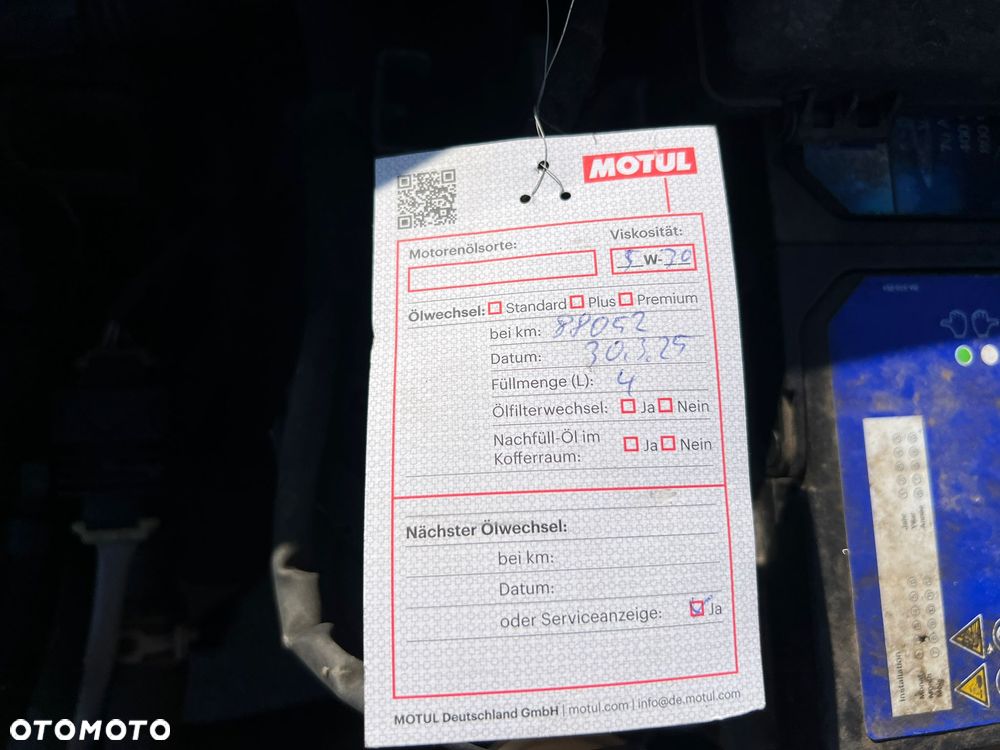 MOTUL
Motorenölsorte:
Viskosität:
5 W-30
Ölwechsel: Standard Plus Premium
bei km: 88052
Datum: 30.3.25
Füllmenge (L): 4
Ölfilterwechsel: Ja Nein
Nachfüll-Öl im
Kofferraum: Ja Nein
Nächster Ölwechsel:
bei km:
Datum:
oder Serviceanzeige: Ja
MOTUL Deutschland GmbH | motul.com | info@de.motul.com
Installation
OTOMOTO